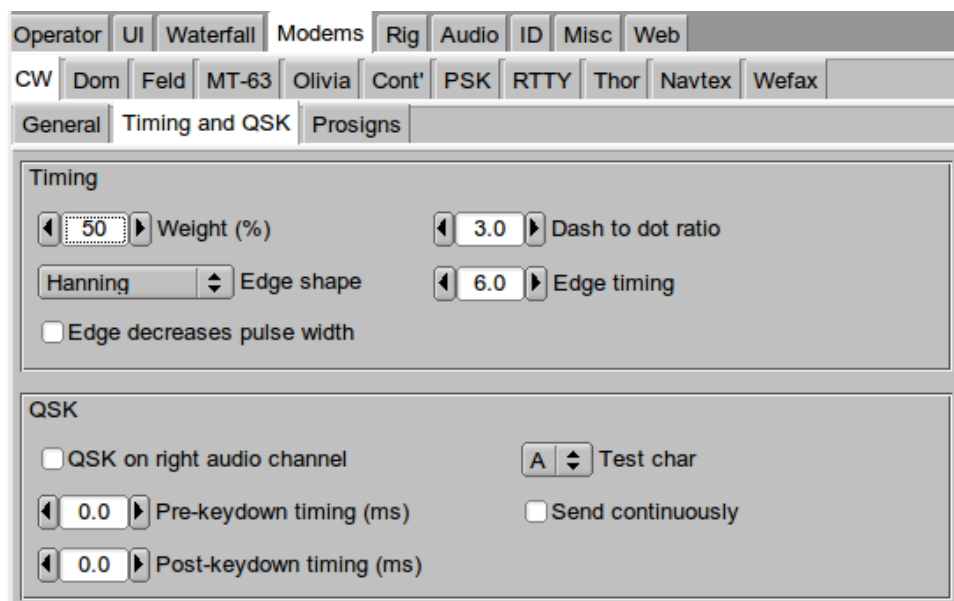 Operator UI Waterfall Modems Rig Audio ID Misc Web
CW Dom Feld MT-63 Olivia Cont' PSK RTTY Thor Navtex Wefax
General Timing and QSK Prosigns
Timing
50 Weight (%) 3.0 Dash to dot ratio
Hanning Edge shape 6.0 Edge timing
Edge decreases pulse width
QSK
QSK on right audio channel A Test char
0.0 Pre-keydown timing (ms) Send continuously
0.0 Post-keydown timing (ms)